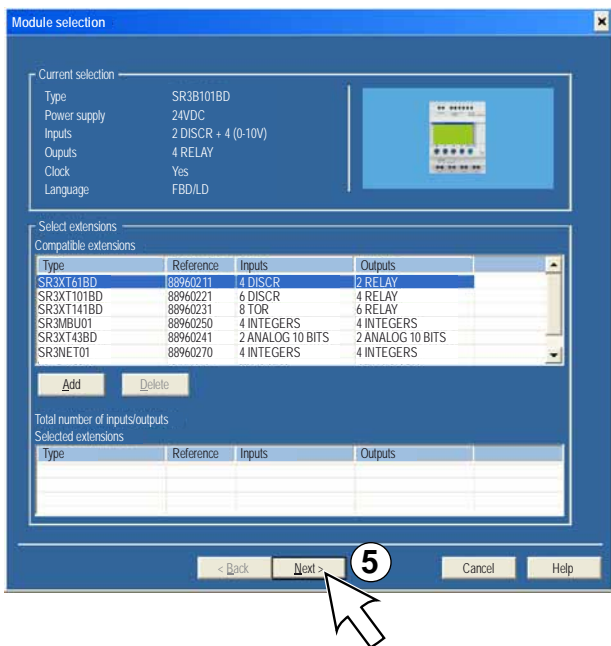 Module selection
Current selection
Type SR3B101BD
Power supply 24VDC
Inputs 2 DISCR + 4 (0-10V)
Ouputs 4 RELAY
Clock Yes
Language FBD/LD
Select extensions
Compatible extensions
Type Reference Inputs Outputs
SR3XT61BD 88960211 4 DISCR 2 RELAY
SR3XT101BD 88960221 6 DISCR 4 RELAY
SR3XT141BD 88960231 8 TOR 6 RELAY
SR3MBU01 88960250 4 INTEGERS 4 INTEGERS
SR3XT43BD 88960241 2 ANALOG 10 BITS 2 ANALOG 10 BITS
SR3NET01 88960270 4 INTEGERS 4 INTEGERS
Add Delete
Total number of inputs/outputs
Selected extensions
Type Reference Inputs Outputs
< Back Next > 5 Cancel Help